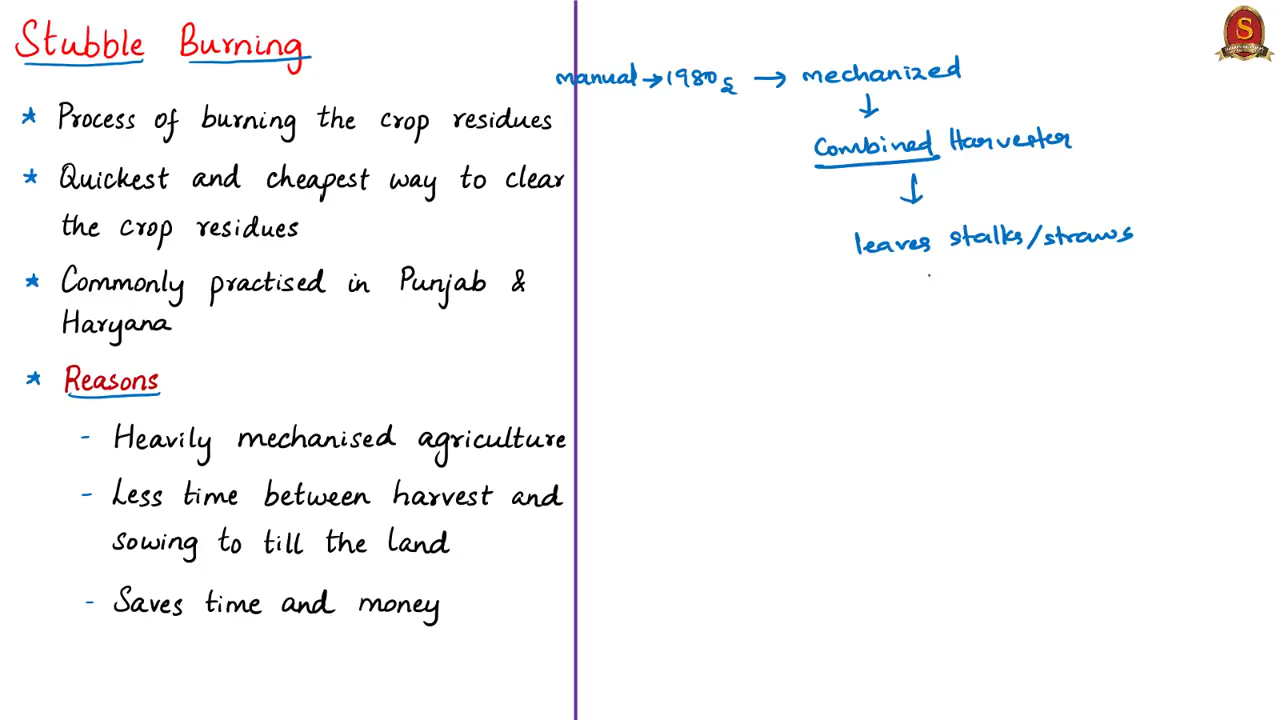 Stubble Burning
* Process of burning the crop residues
* Quickest and cheapest way to clear
the crop residues
* Commonly practised in Punjab &
Haryana
* Reasons
- Heavily mechanised agriculture
- Less time between harvest and
sowing to till the land
- Saves time and money
manual → 1980s → mechanized
↓
Combined Harvester
↓
leaves stalks/straws
S